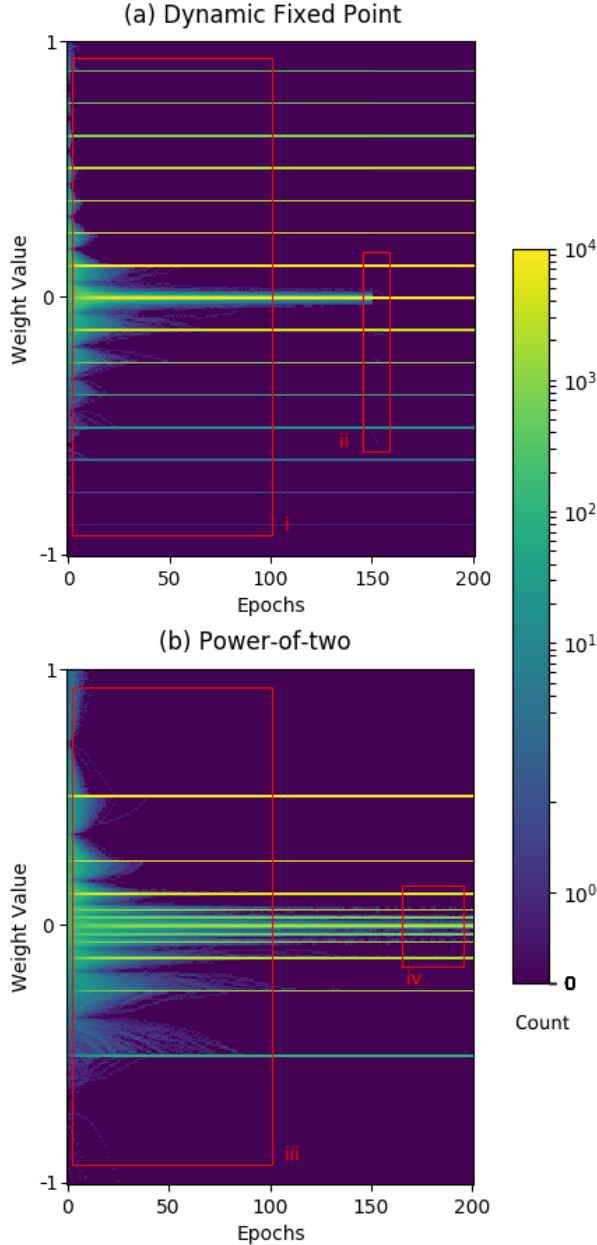 (a) Dynamic Fixed Point
1
0
-1
Weight Value
i
ii
0 50 100 150 200
Epochs
(b) Power-of-two
1
0
-1
Weight Value
iii
iv
0 50 100 150 200
Epochs
10^4
10^3
10^2
10^1
10^0
0
Count